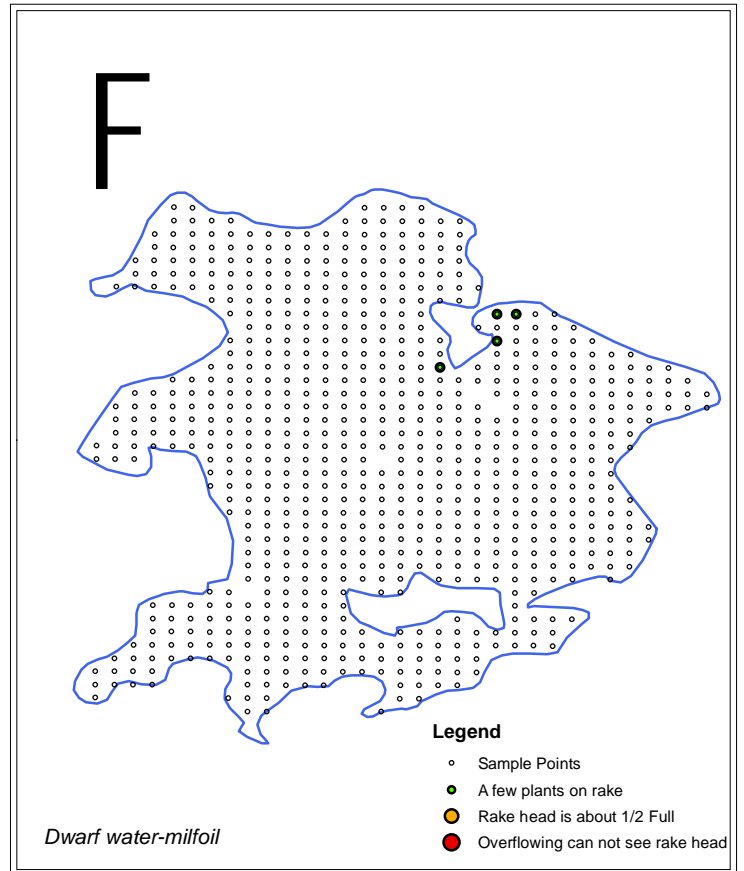 F
Legend
Sample Points
A few plants on rake
Rake head is about 1/2 Full
Overflowing can not see rake head
Dwarf water-milfoil